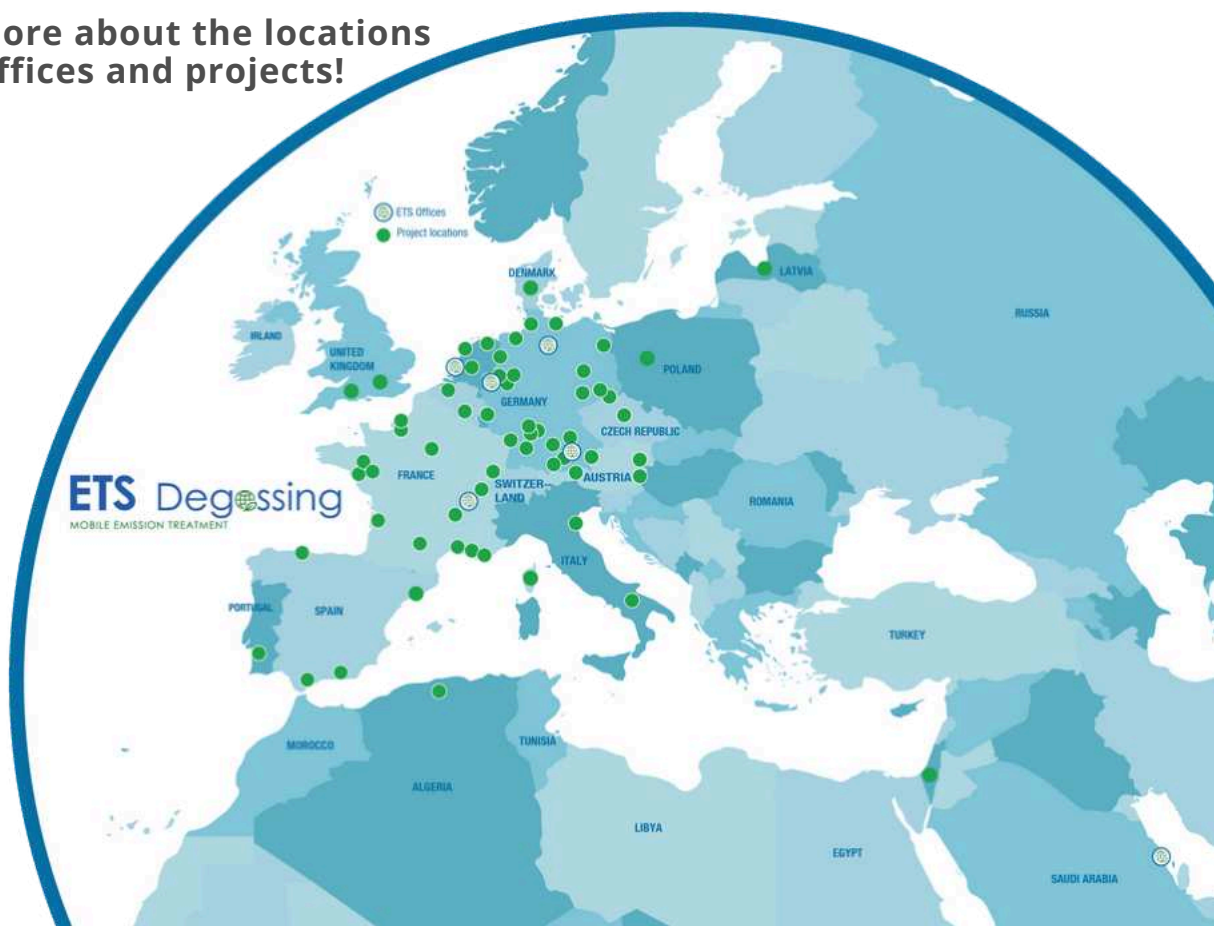 ore about the locations
ffices and projects!
ETS Offices
Project locations
DENMARK
LATVIA
RUSSIA
IRLAND
UNITED
KINGDOM
POLAND
GERMANY
CZECH REPUBLIC
FRANCE
SWITZER-
LAND
AUSTRIA
ROMANIA
ETS Degassing
MOBILE EMISSION TREATMENT
ITALY
PORTUGAL
SPAIN
TURKEY
MOROCCO
TUNISIA
ALGERIA
LIBYA
EGYPT
SAUDI ARABIA